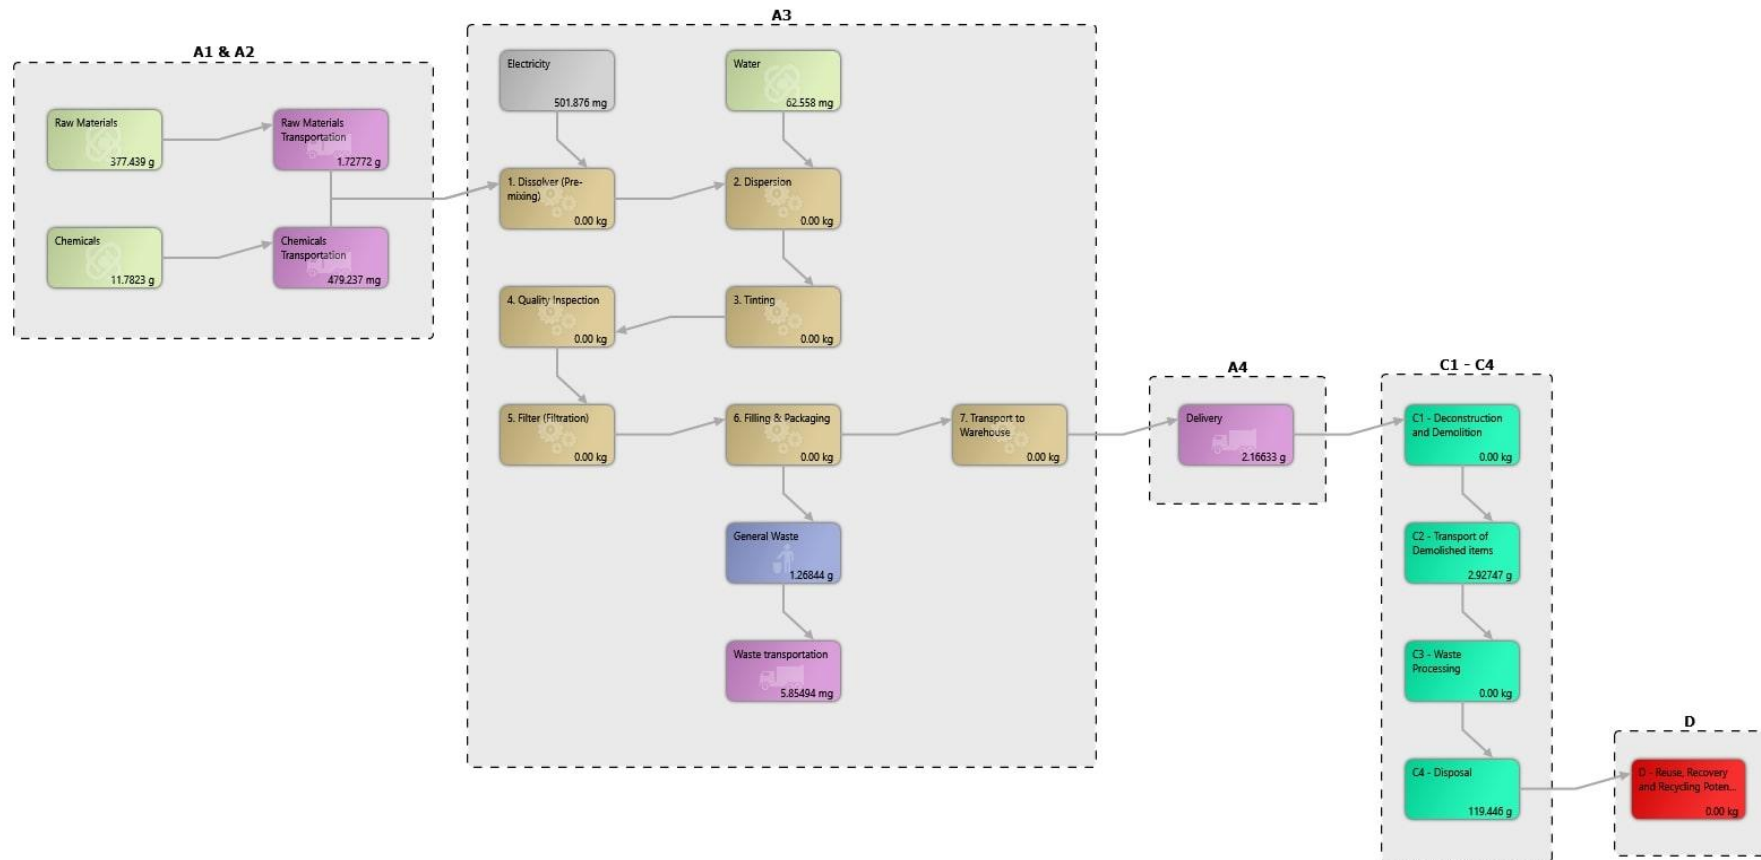 A1 & A2
Raw Materials
377.439 g
Raw Materials
Transportation
1.72772 g
Chemicals
11.7823 g
Chemicals
Transportation
479.237 mg
A3
Electricity
501.876 mg
Water
62.558 mg
1. Dissolver (Pre-
mixing)
0.00 kg
2. Dispersion
0.00 kg
4. Quality Inspection
0.00 kg
3. Tinting
0.00 kg
5. Filter (Filtration)
0.00 kg
6. Filling & Packaging
0.00 kg
7. Transport to
Warehouse
0.00 kg
General Waste
1.26844 g
Waste transportation
5.85494 mg
A4
Delivery
2.16633 g
C1 - C4
C1 - Deconstruction
and Demolition
0.00 kg
C2 - Transport of
Demolished items
2.92747 g
C3 - Waste
Processing
0.00 kg
C4 - Disposal
119.446 g
D
D - Reuse, Recovery
and Recycling Poten...
0.00 kg